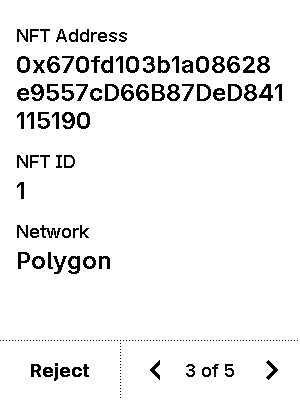 NFT Address
0x670fd103b1a08628
e9557cD66B87DeD841
115190
NFT ID
1
Network
Polygon
Reject
3 of 5